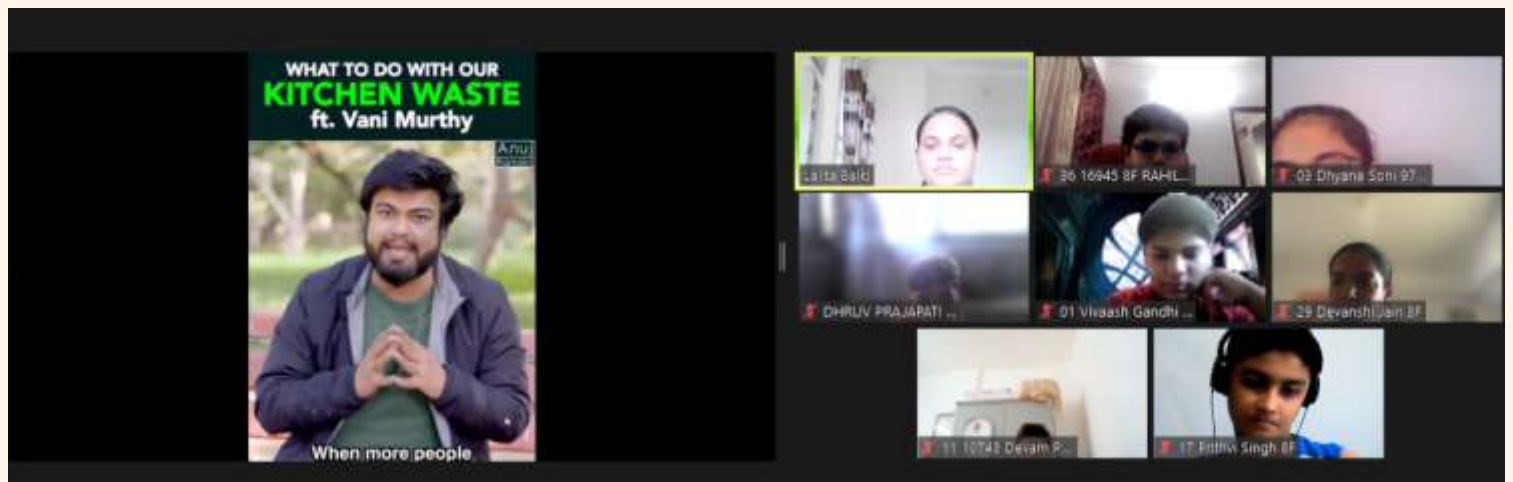 WHAT TO DO WITH OUR
KITCHEN WASTE
ft. Vani Murthy
Anuj
When more people
Lalita Balki
36 16945 8F RAHIL...
03 Dhyana Soni 97...
DHRUV PRAJAPATI ...
01 Vivaash Gandhi ...
29 Devanshi Jain 8F
11 10743 Devam P...
17 Prithvi Singh 8F